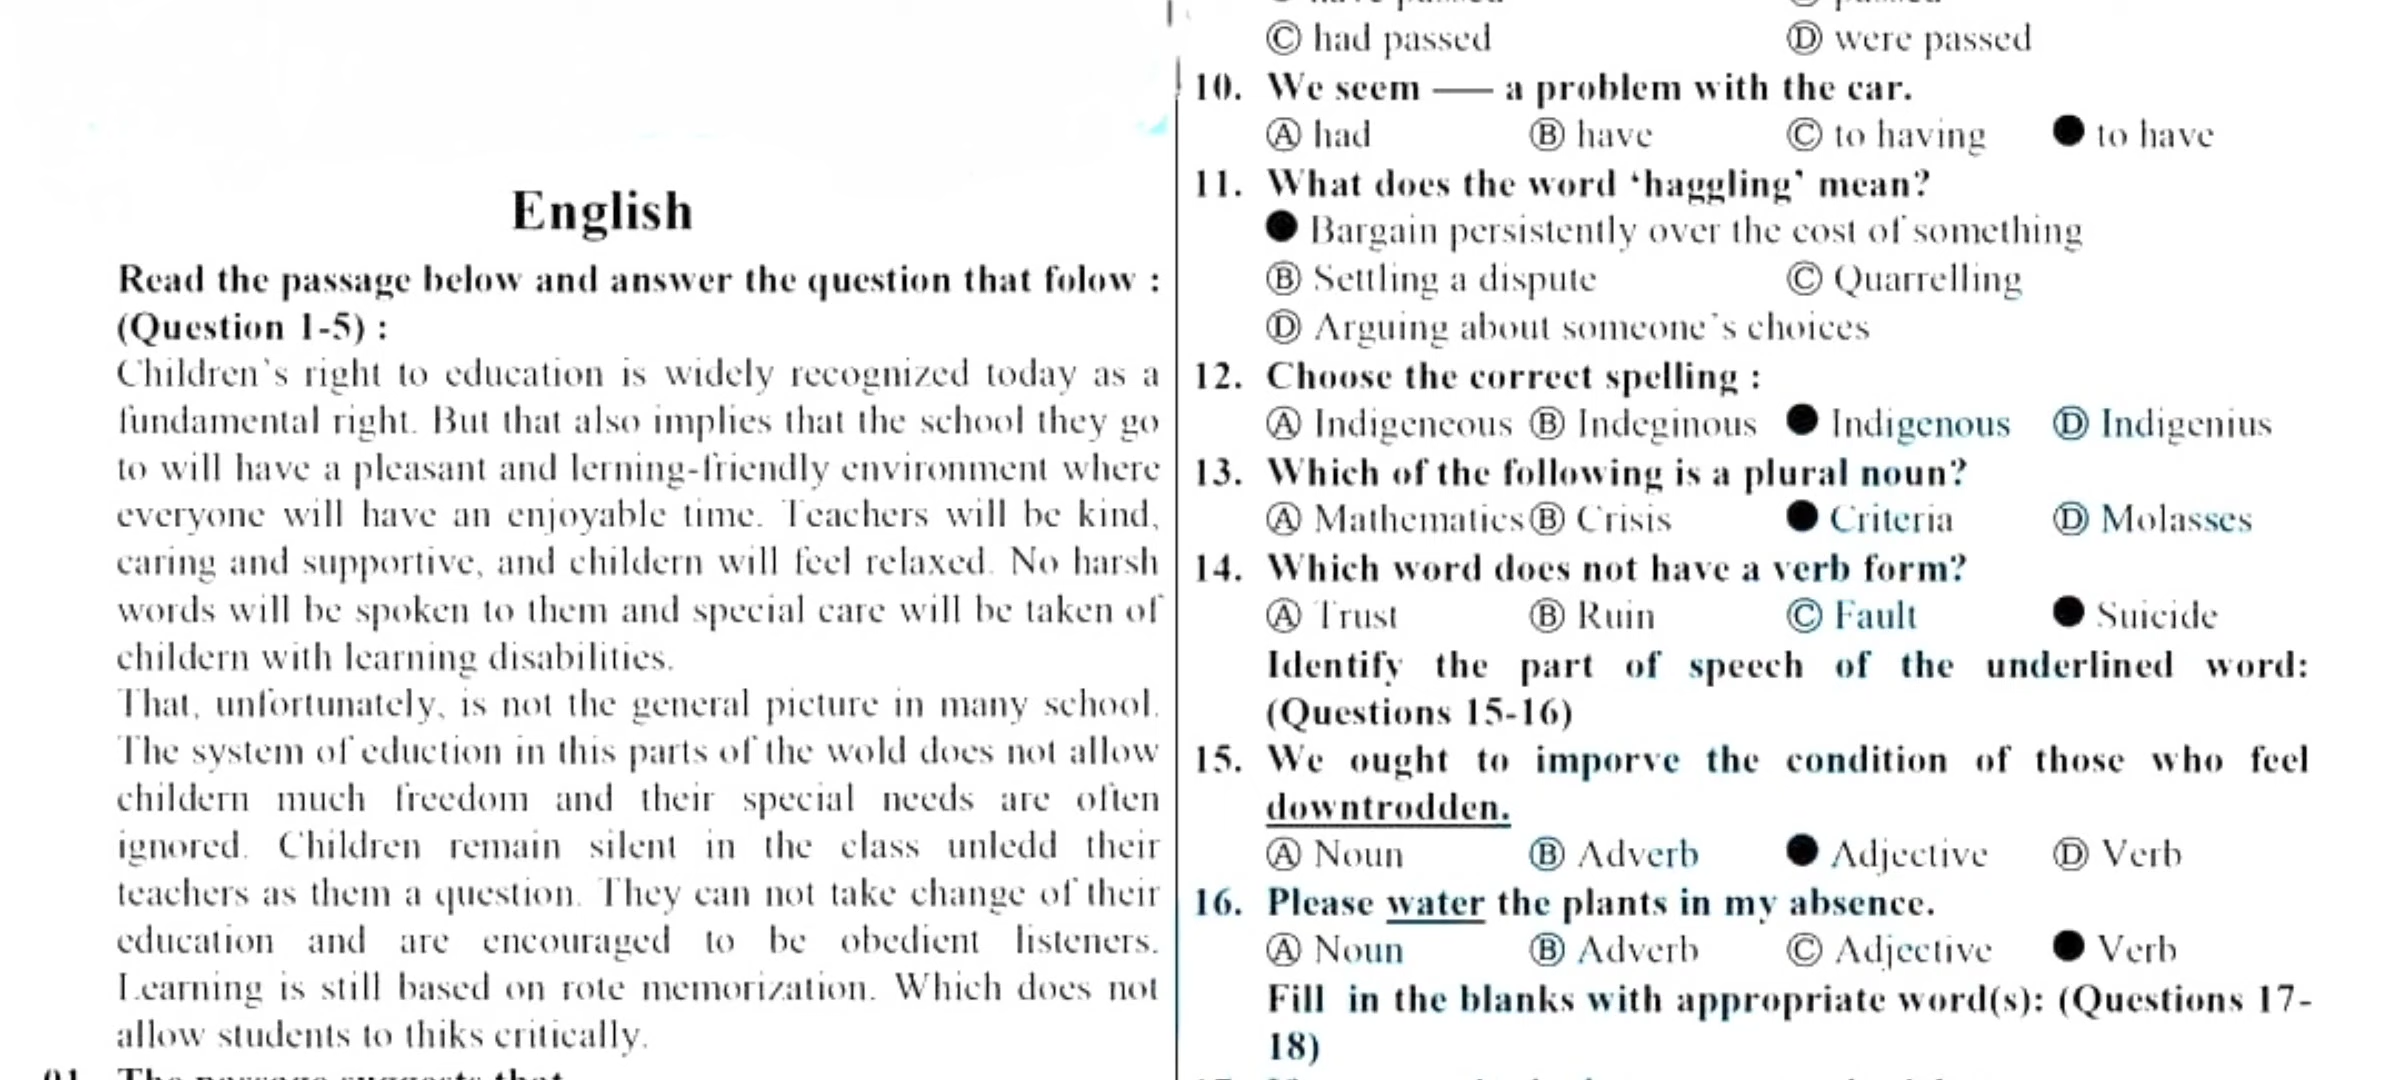 English
Read the passage below and answer the question that folow :
(Question 1-5) :
Children's right to education is widely recognized today as a
fundamental right. But that also implies that the school they go
to will have a pleasant and lerning-friendly environment where
everyone will have an enjoyable time. Teachers will be kind,
caring and supportive, and childern will feel relaxed. No harsh
words will be spoken to them and special care will be taken of
childern with learning disabilities.
That, unfortunately, is not the general picture in many school.
The system of eduction in this parts of the wold does not allow
childern much freedom and their special needs are often
ignored. Children remain silent in the class unledd their
teachers as them a question. They can not take change of their
education and are encouraged to be obedient listeners.
Learning is still based on rote memorization. Which does not
allow students to thiks critically.
01. The passage suggests that
Ⓒ had passed Ⓓ were passed
10. We seem —— a problem with the car.
Ⓐ had Ⓑ have Ⓒ to having ● to have
11. What does the word 'haggling' mean?
● Bargain persistently over the cost of something
Ⓑ Settling a dispute Ⓒ Quarrelling
Ⓓ Arguing about someone's choices
12. Choose the correct spelling :
Ⓐ Indigeneous Ⓑ Indeginous ● Indigenous Ⓓ Indigenius
13. Which of the following is a plural noun?
Ⓐ Mathematics Ⓑ Crisis ● Criteria Ⓓ Molasses
14. Which word does not have a verb form?
Ⓐ Trust Ⓑ Ruin Ⓒ Fault ● Suicide
Identify the part of speech of the underlined word:
(Questions 15-16)
15. We ought to imporve the condition of those who feel
downtrodden.
Ⓐ Noun Ⓑ Adverb ● Adjective Ⓓ Verb
16. Please water the plants in my absence.
Ⓐ Noun Ⓑ Adverb Ⓒ Adjective ● Verb
Fill in the blanks with appropriate word(s): (Questions 17-
18)